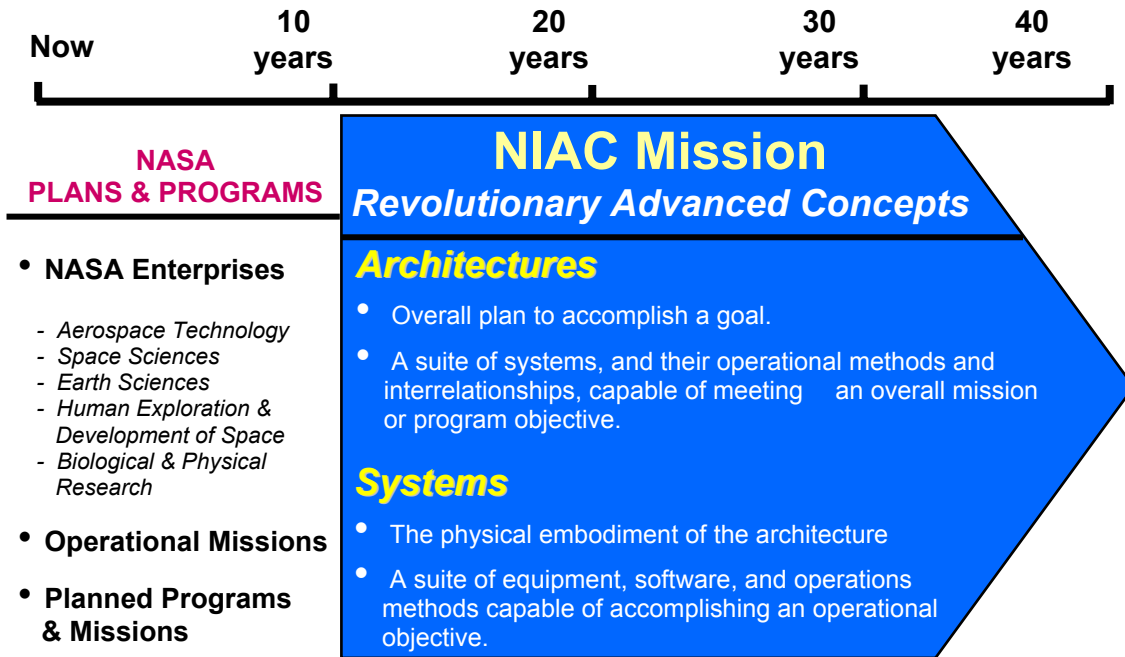 Now
10 years
20 years
30 years
40 years
NASA
PLANS & PROGRAMS
• NASA Enterprises
- Aerospace Technology
- Space Sciences
- Earth Sciences
- Human Exploration &
Development of Space
- Biological & Physical
Research
• Operational Missions
• Planned Programs
& Missions
NIAC Mission
Revolutionary Advanced Concepts
Architectures
• Overall plan to accomplish a goal.
• A suite of systems, and their operational methods and
interrelationships, capable of meeting an overall mission
or program objective.
Systems
• The physical embodiment of the architecture
• A suite of equipment, software, and operations
methods capable of accomplishing an operational
objective.